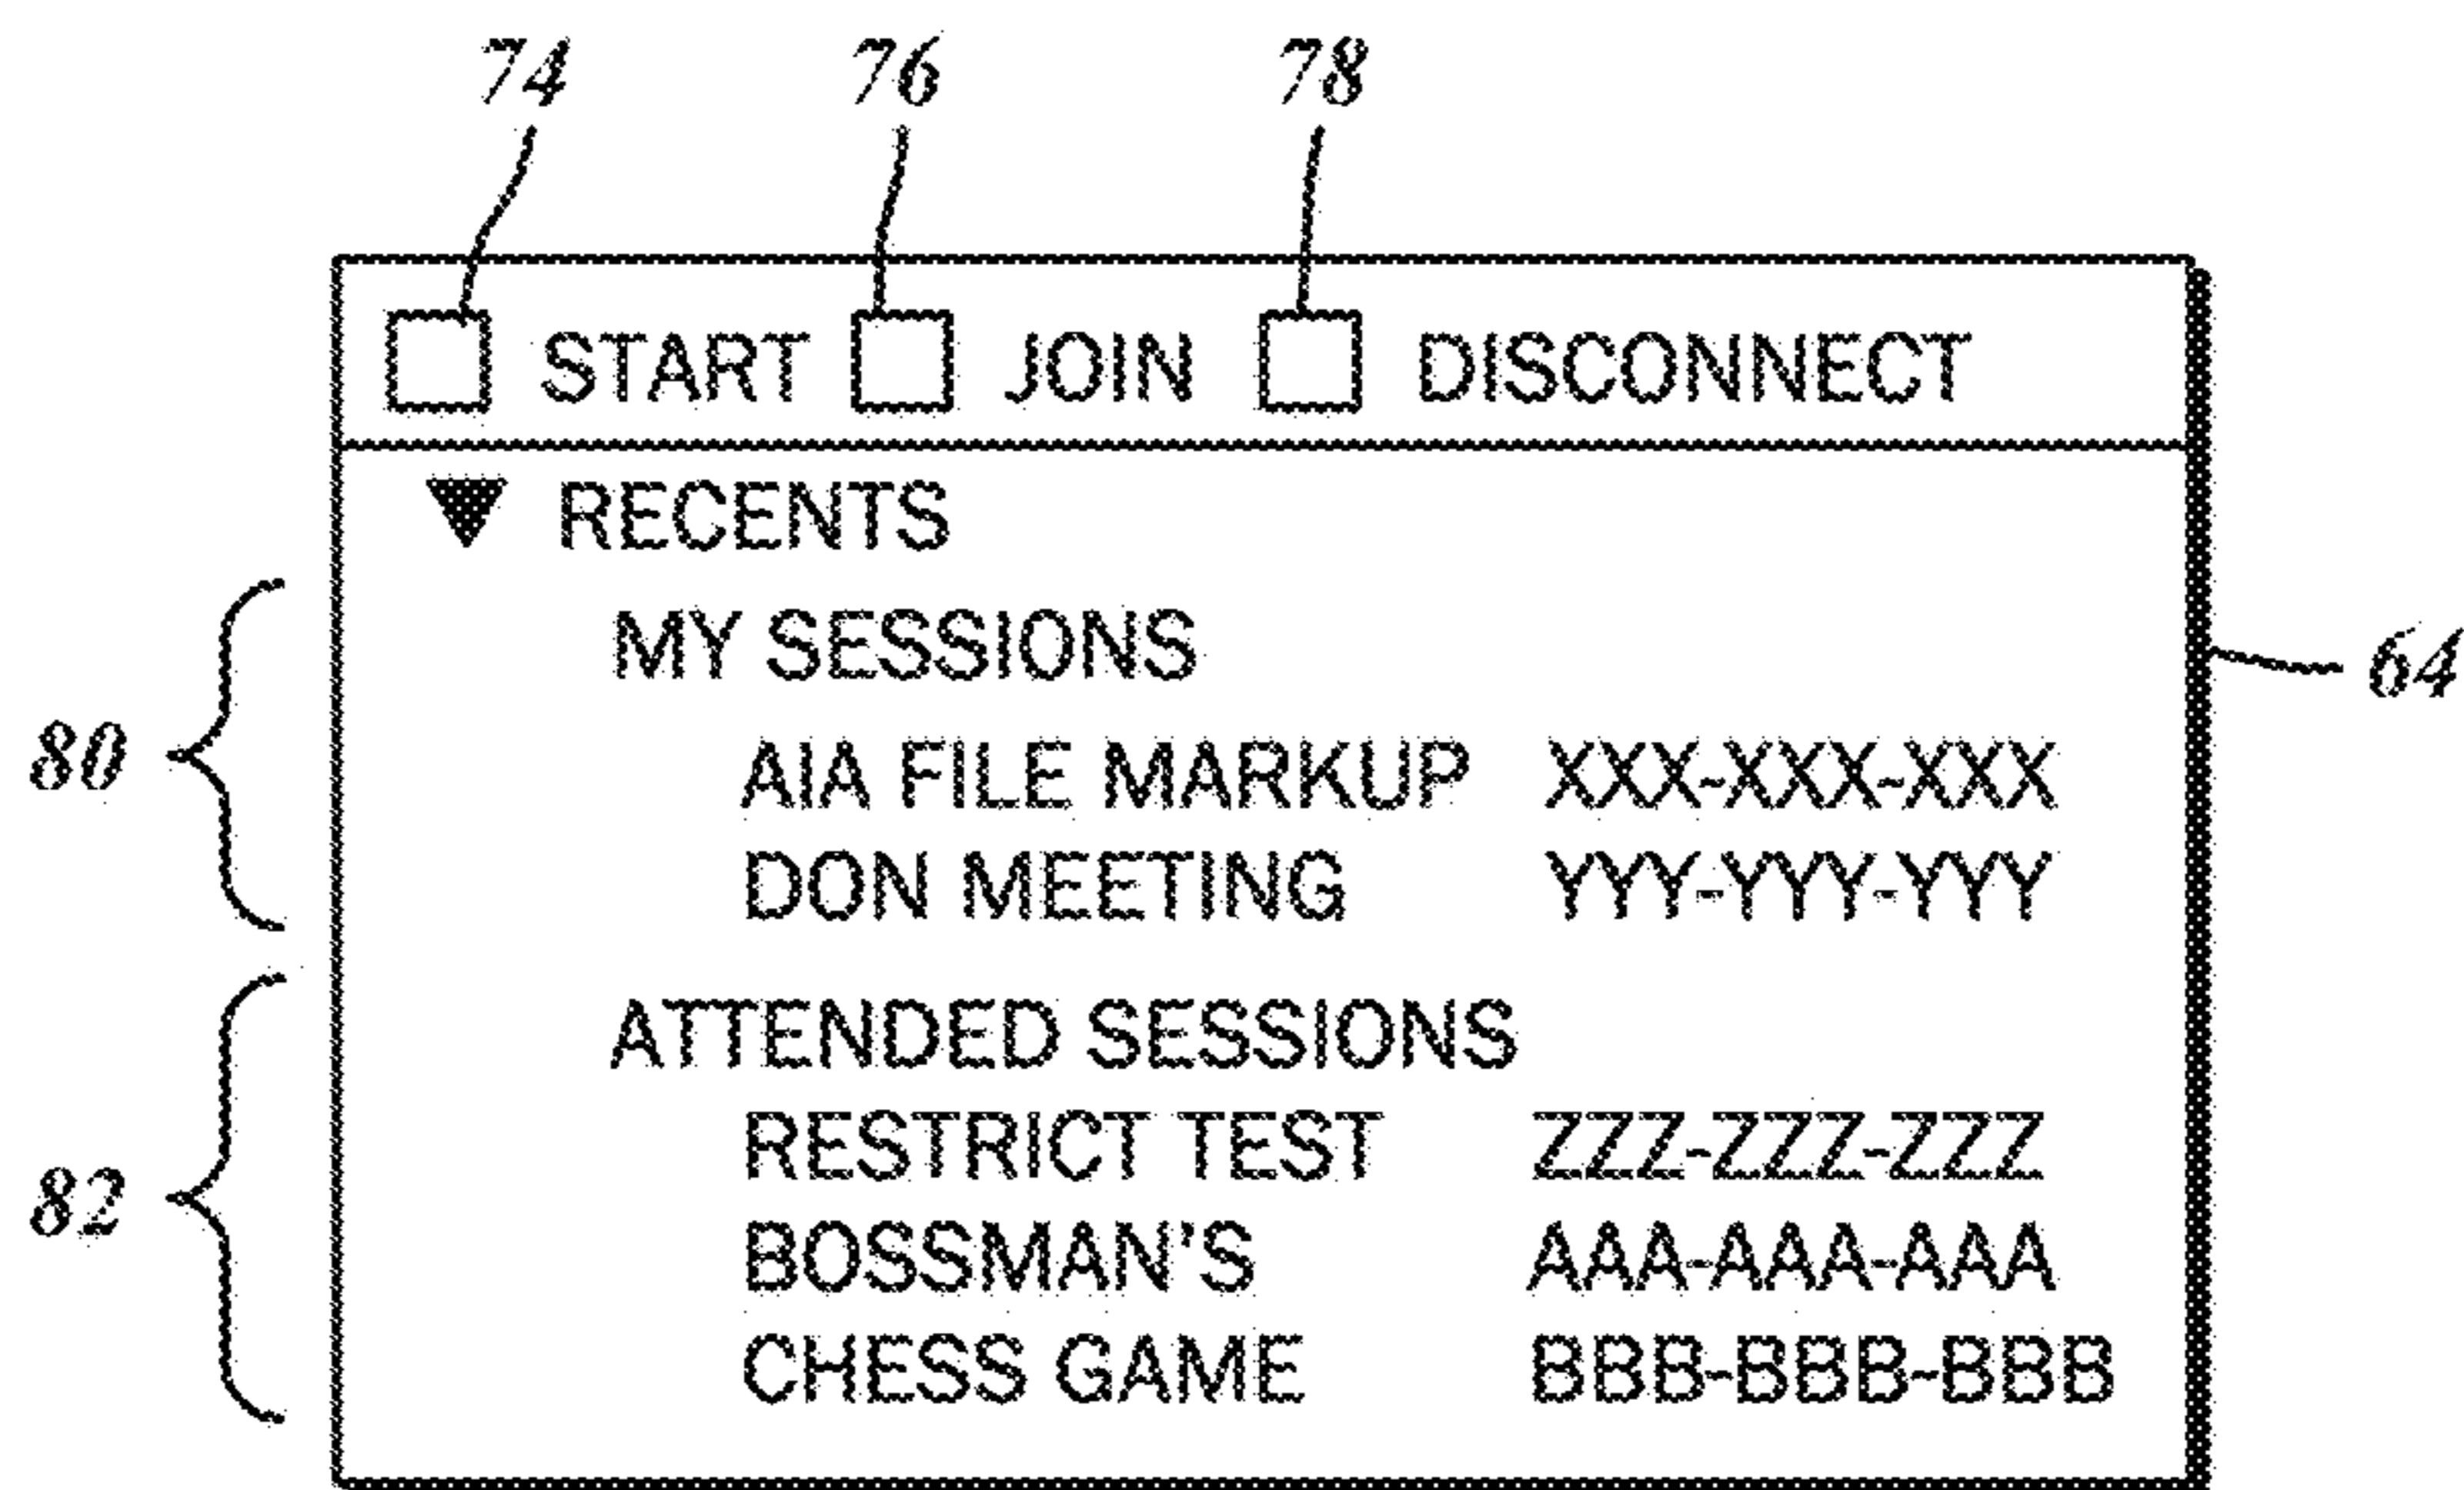 74 76 78
START JOIN DISCONNECT
RECENTS
MY SESSIONS
64
AIA FILE MARKUP XXX-XXX-XXX
80
DON MEETING YYY-YYY-YYY
ATTENDED SESSIONS
RESTRICT TEST ZZZ-ZZZ-ZZZ
82
BOSSMAN'S AAA-AAA-AAA
CHESS GAME BBB-BBB-BBB